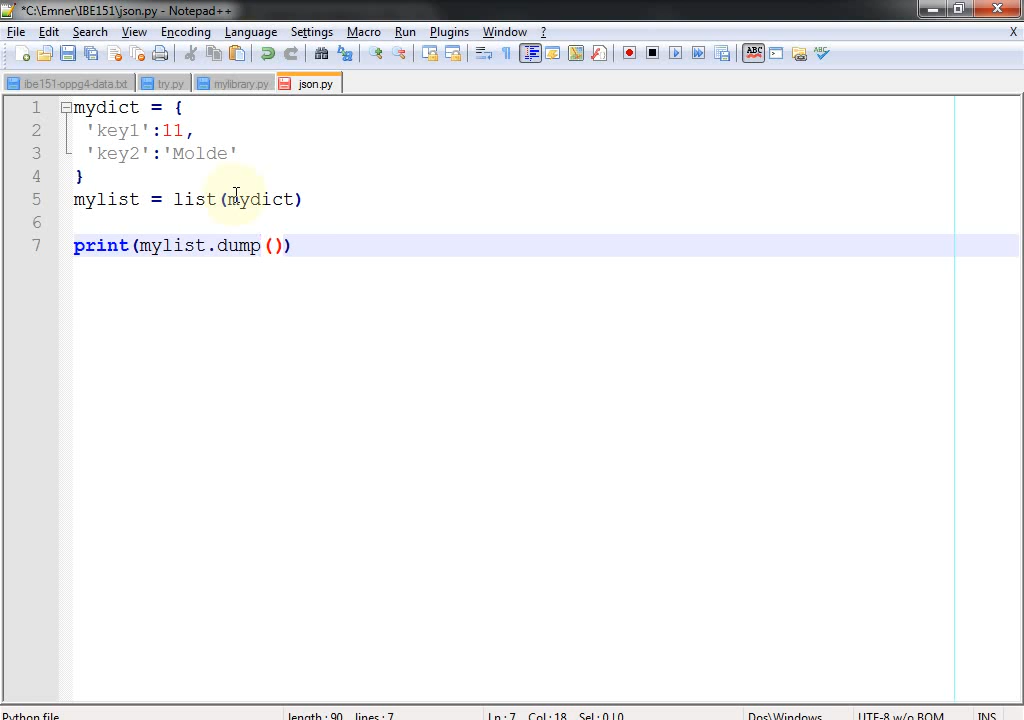 *C:\Emner\IBE151\json.py - Notepad++
File Edit Search View Encoding Language Settings Macro Run Plugins Window ? X
ibe151-oppg4-data.txt try.py mylibrary.py json.py
1 mydict = {
2 'key1':11,
3 'key2':'Molde'
4 }
5 mylist = list(mydict)
6
7 print(mylist.dump())
Python file length : 90 lines : 7 Ln : 7 Col : 18 Sel : 0 | 0 Dos\Windows UTF-8 w/o BOM INS